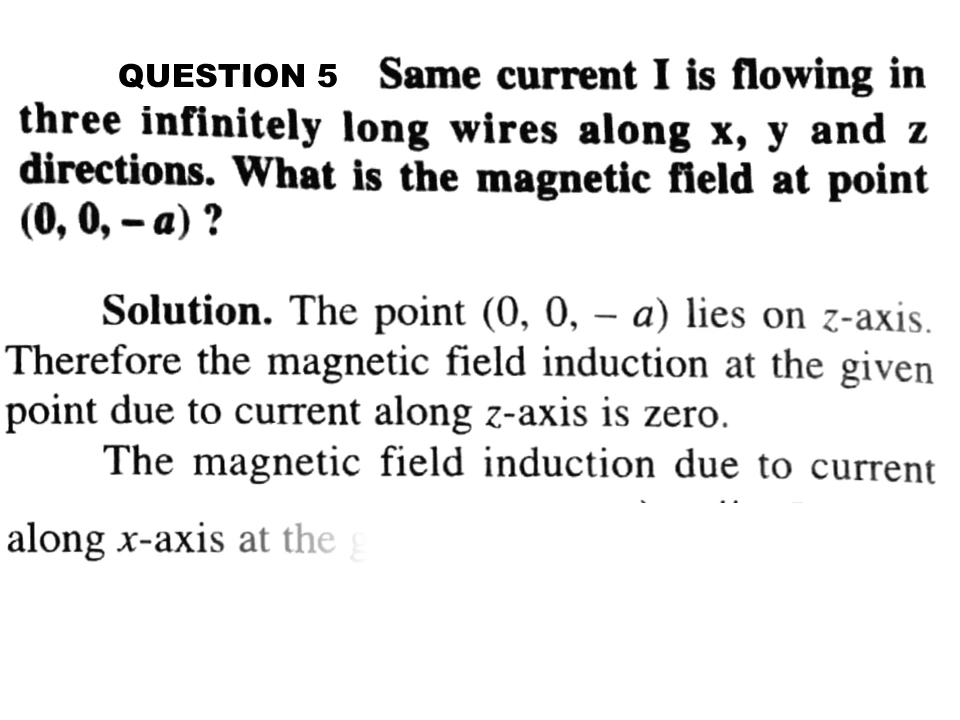 QUESTION 5 Same current I is flowing in
three infinitely long wires along x, y and z
directions. What is the magnetic field at point
(0, 0, – a) ?
Solution. The point (0, 0, – a) lies on z-axis.
Therefore the magnetic field induction at the given
point due to current along z-axis is zero.
The magnetic field induction due to current
along x-axis at the